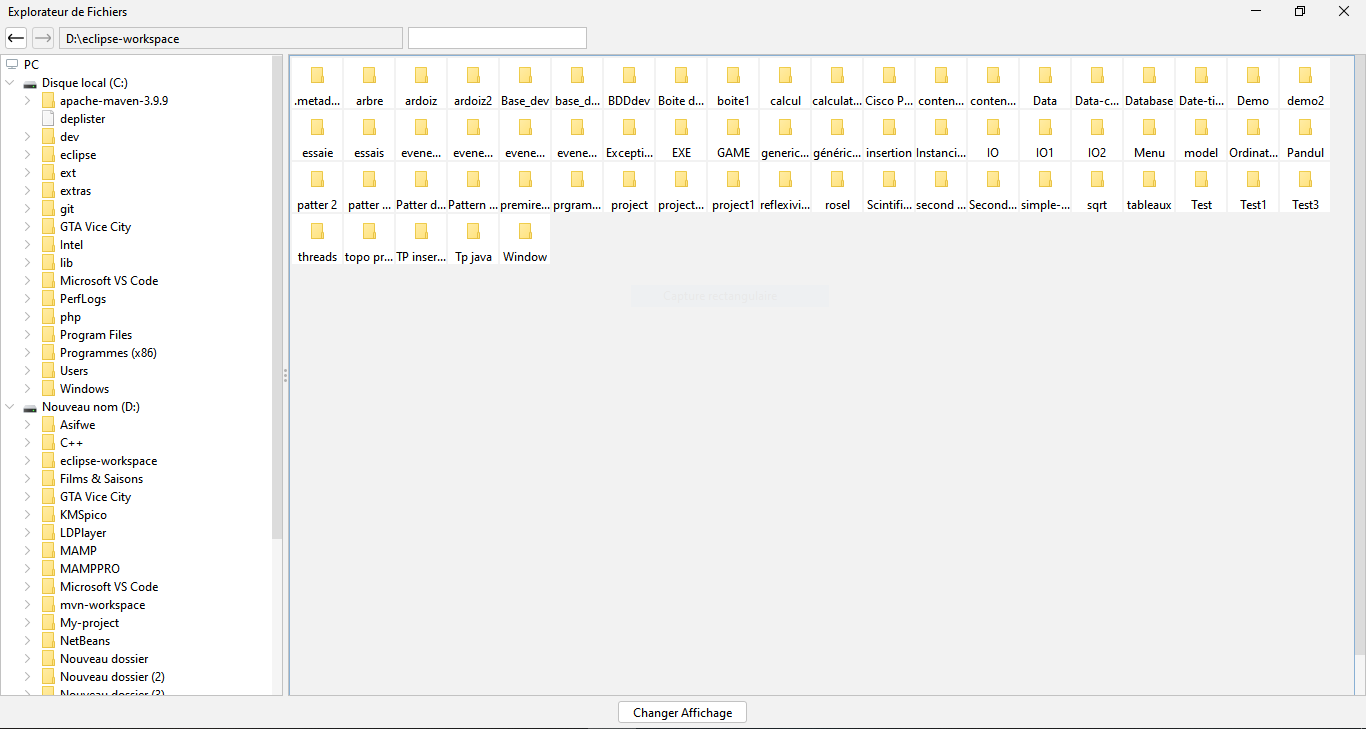 Explorateur de Fichiers
D:\eclipse-workspace
PC
Disque local (C:)
apache-maven-3.9.9
deplister
dev
eclipse
ext
extras
git
GTA Vice City
Intel
lib
Microsoft VS Code
PerfLogs
php
Program Files
Programmes (x86)
Users
Windows
Nouveau nom (D:)
Asifwe
C++
eclipse-workspace
Films & Saisons
GTA Vice City
KMSpico
LDPlayer
MAMP
MAMPPRO
Microsoft VS Code
mvn-workspace
My-project
NetBeans
Nouveau dossier
Nouveau dossier (2)
Nouveau dossier (3)
.metad... arbre ardoiz ardoiz2 Base_dev base_d... BDDdev Boite d... boite1 calcul calculat... Cisco P... conten... conten... Data Data-c... Database Date-ti... Demo demo2
essaie essais evene... evene... evene... evene... Excepti... EXE GAME generic... généric... insertion Instanci... IO IO1 IO2 Menu model Ordinat... Pandul
patter 2 patter ... Patter d... Pattern ... premire... prgram... project project... project1 reflexivi... rosel Scintifi... second ... Second... simple-... sqrt tableaux Test Test1 Test3
threads topo pr... TP inser... Tp java Window
Capture rectangulaire
Changer Affichage